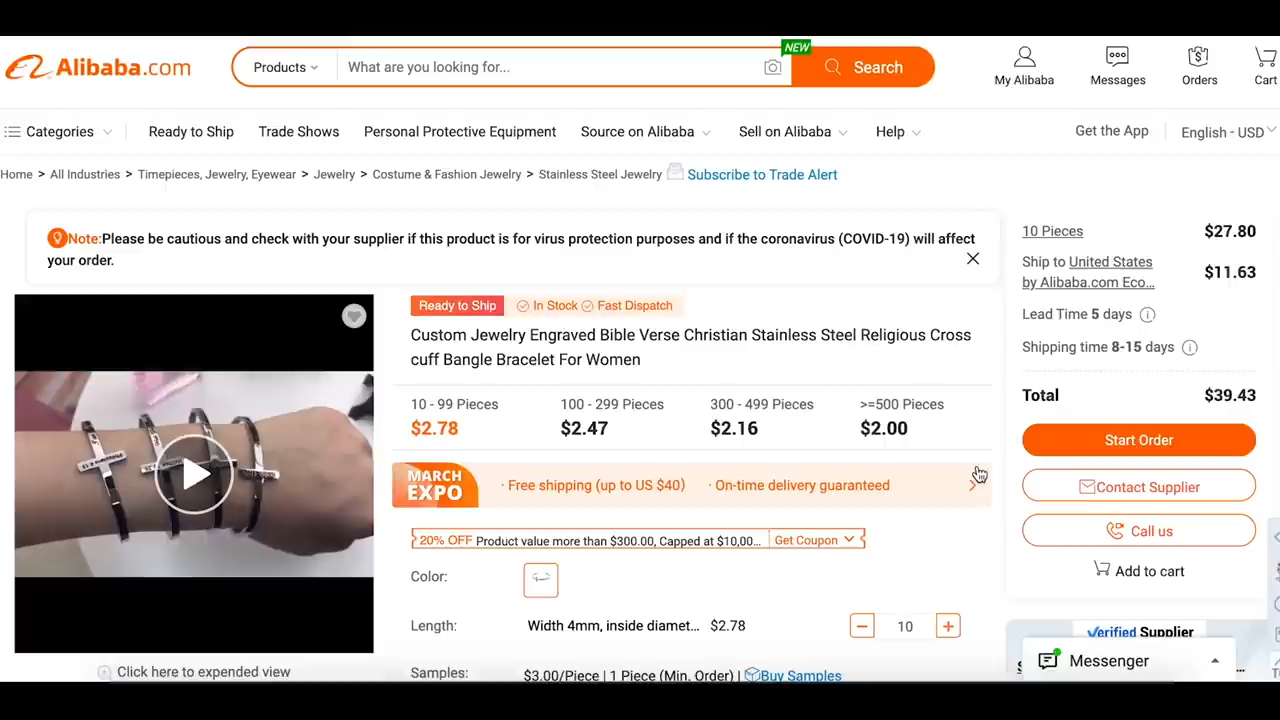 Alibaba.com
Products
What are you looking for...
NEW
Search
My Alibaba
Messages
Orders
Cart
Categories
Ready to Ship
Trade Shows
Personal Protective Equipment
Source on Alibaba
Sell on Alibaba
Help
Get the App
English - USD
Home > All Industries > Timepieces, Jewelry, Eyewear > Jewelry > Costume & Fashion Jewelry > Stainless Steel Jewelry
Subscribe to Trade Alert
Note:Please be cautious and check with your supplier if this product is for virus protection purposes and if the coronavirus (COVID-19) will affect
your order.
Ready to Ship
In Stock
Fast Dispatch
Custom Jewelry Engraved Bible Verse Christian Stainless Steel Religious Cross
cuff Bangle Bracelet For Women
10 - 99 Pieces
$2.78
100 - 299 Pieces
$2.47
300 - 499 Pieces
$2.16
>=500 Pieces
$2.00
MARCH
EXPO
· Free shipping (up to US $40)
· On-time delivery guaranteed
20% OFF Product value more than $300.00, Capped at $10,00...
Get Coupon
Color:
Length:
Width 4mm, inside diamet...
$2.78
10
Samples:
$3.00/Piece | 1 Piece (Min. Order) |
Buy Samples
Click here to expended view
10 Pieces
$27.80
Ship to United States
by Alibaba.com Eco...
$11.63
Lead Time 5 days
Shipping time 8-15 days
Total
$39.43
Start Order
Contact Supplier
Call us
Add to cart
Verified Supplier
Messenger